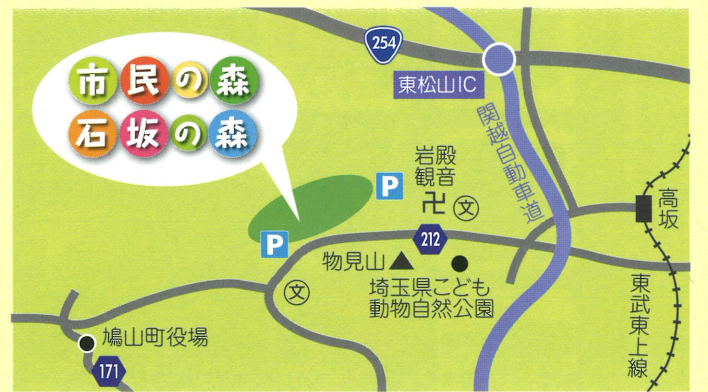 市民の森
石坂の森
254
東松山IC
関越自動車道
岩殿
観音
卍
文
P
P
212
高坂
物見山
埼玉県こども
動物自然公園
文
東武東上線
鳩山町役場
171